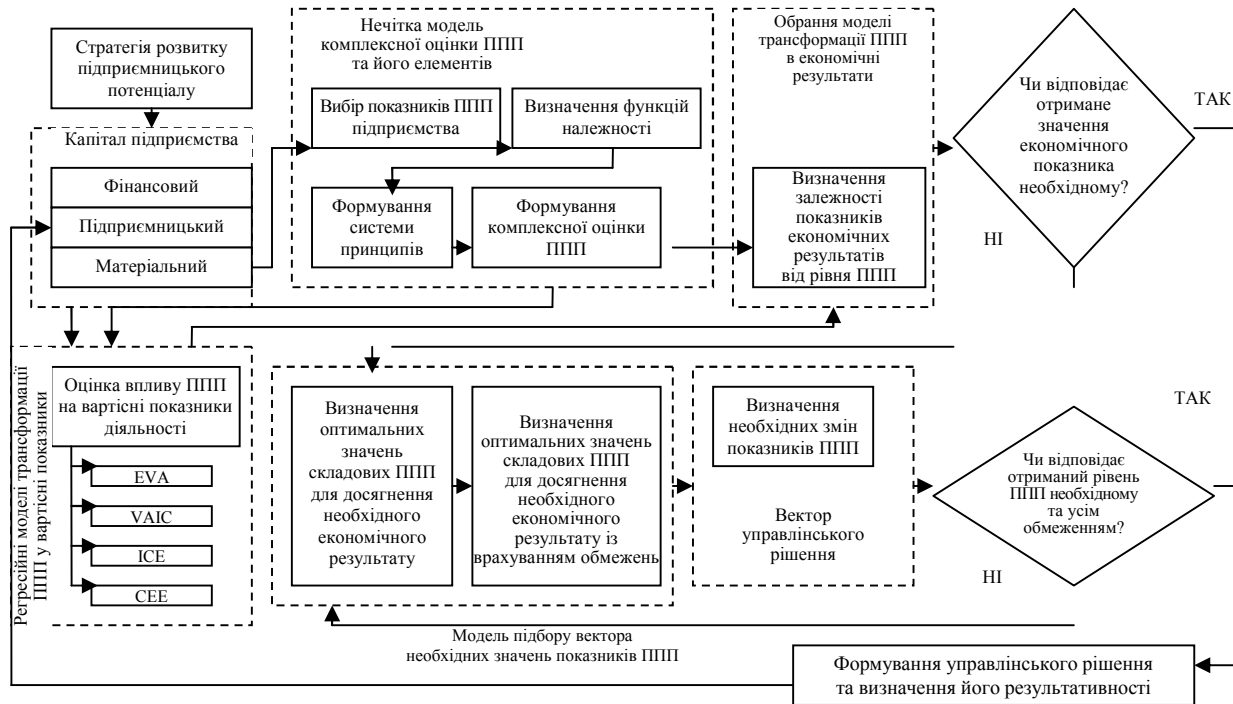 Стратегія розвитку
підприємницького
потенціалу
Капітал підприємства
Фінансовий
Підприємницький
Матеріальний
Нечітка модель
комплексної оцінки ППП
та його елементів
Вибір показників ППП
підприємства
Визначення функцій
належності
Формування
системи
принципів
Формування
комплексної оцінки
ППП
Обрання моделі
трансформації ППП
в економічні
результати
Визначення
залежності
показників
економічних
результатів
від рівня ППП
Чи відповідає
отримане
значення
економічного
показника
необхідному?
ТАК
НІ
Регресійні моделі трансформації
ППП у вартісні показники
Оцінка впливу ППП
на вартісні показники
діяльності
EVA
VAIC
ICE
CEE
Визначення
оптимальних
значень
складових ППП
для досягнення
необхідного
економічного
результату
Визначення
оптимальних значень
складових ППП
для досягнення
необхідного
економічного
результату із
врахуванням обмежень
Модель підбору вектора
необхідних значень показників ППП
Визначення
необхідних змін
показників ППП
Вектор
управлінського
рішення
Чи відповідає
отриманий рівень
ППП необхідному
та усім
обмеженням?
ТАК
НІ
Формування управлінського рішення
та визначення його результативності